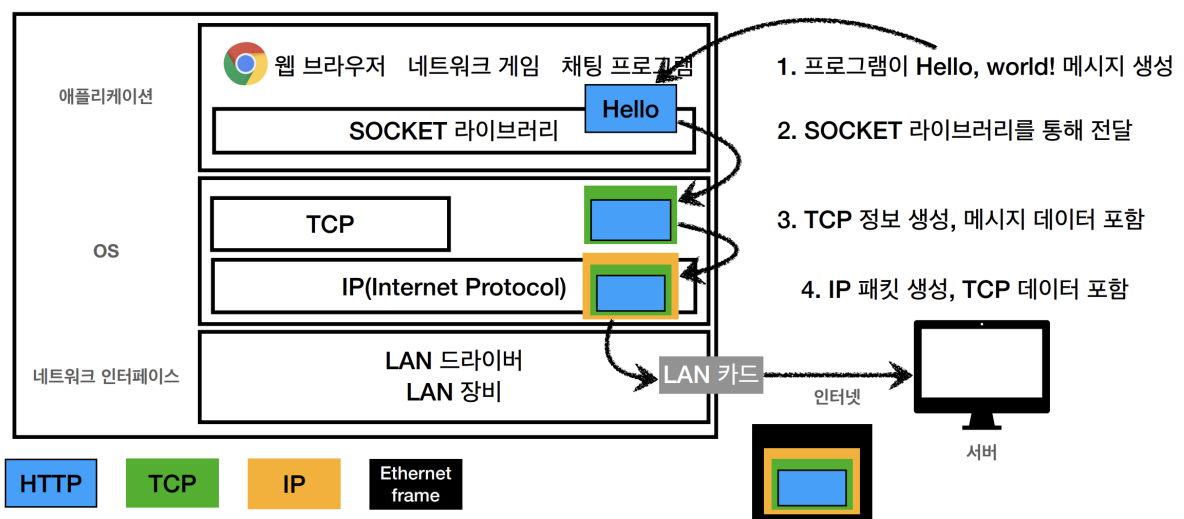 애플리케이션
웹 브라우저 네트워크 게임 채팅 프로그램
Hello
SOCKET 라이브러리
OS
TCP
IP(Internet Protocol)
네트워크 인터페이스
LAN 드라이버
LAN 장비
LAN 카드
1. 프로그램이 Hello, world! 메시지 생성
2. SOCKET 라이브러리를 통해 전달
3. TCP 정보 생성, 메시지 데이터 포함
4. IP 패킷 생성, TCP 데이터 포함
인터넷
서버
HTTP
TCP
IP
Ethernet
frame